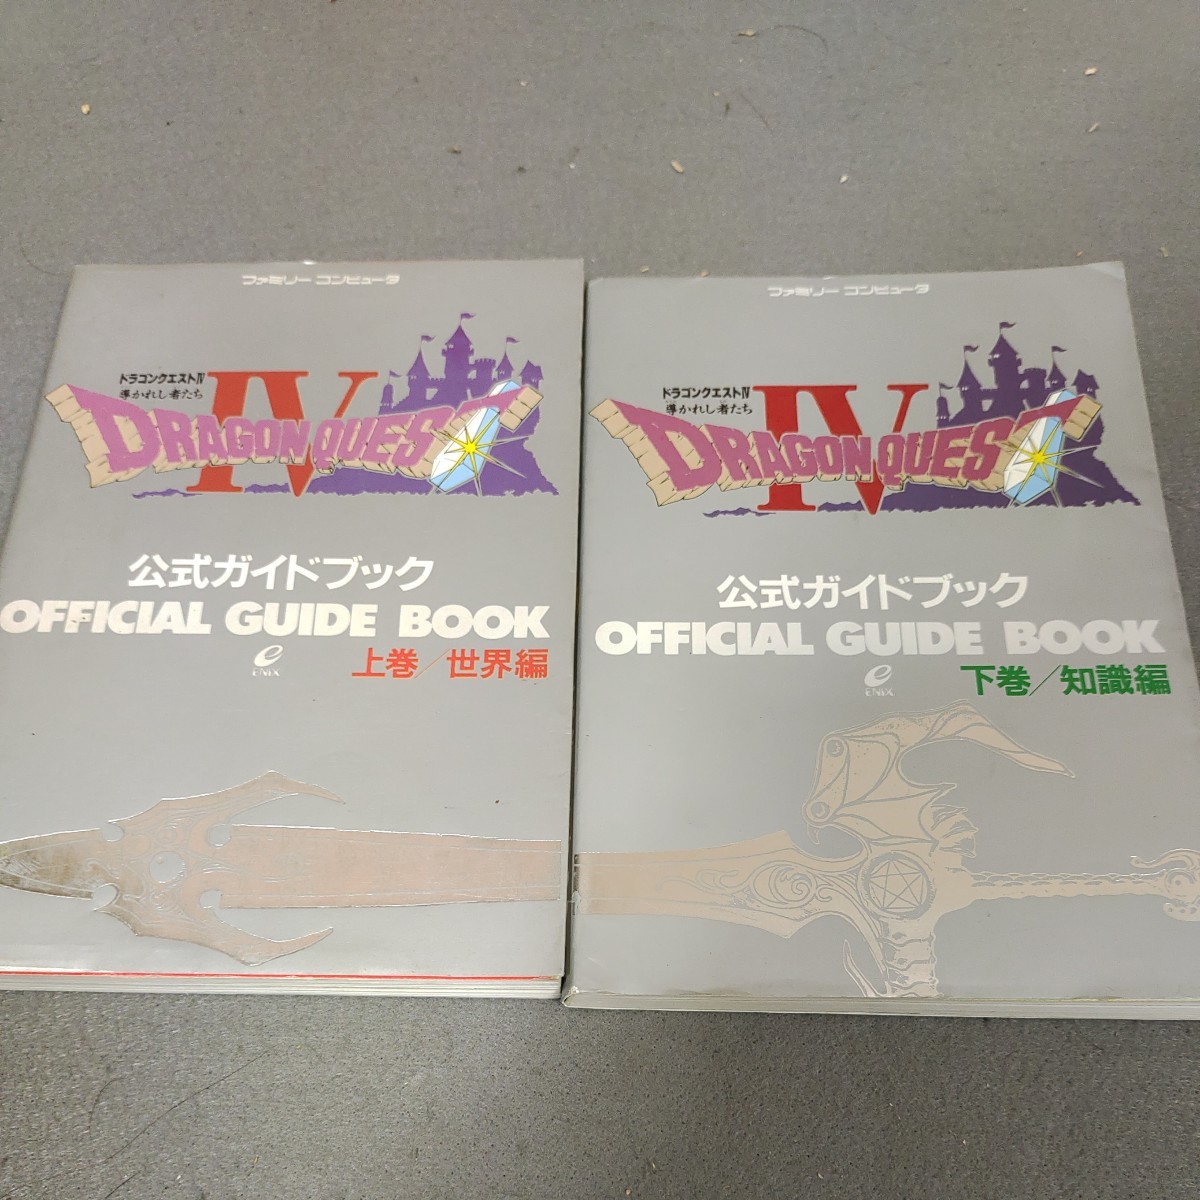 ファミリー コンピュータ
ドラゴンクエストIV
導かれし者たち
IV
DRAGON QUEST
公式ガイドブック
OFFICIAL GUIDE BOOK
e
ENIX
上巻/世界編
ファミリー コンピュータ
ドラゴンクエストIV
導かれし者たち
IV
DRAGON QUEST
公式ガイドブック
OFFICIAL GUIDE BOOK
e
ENIX
下巻/知識編